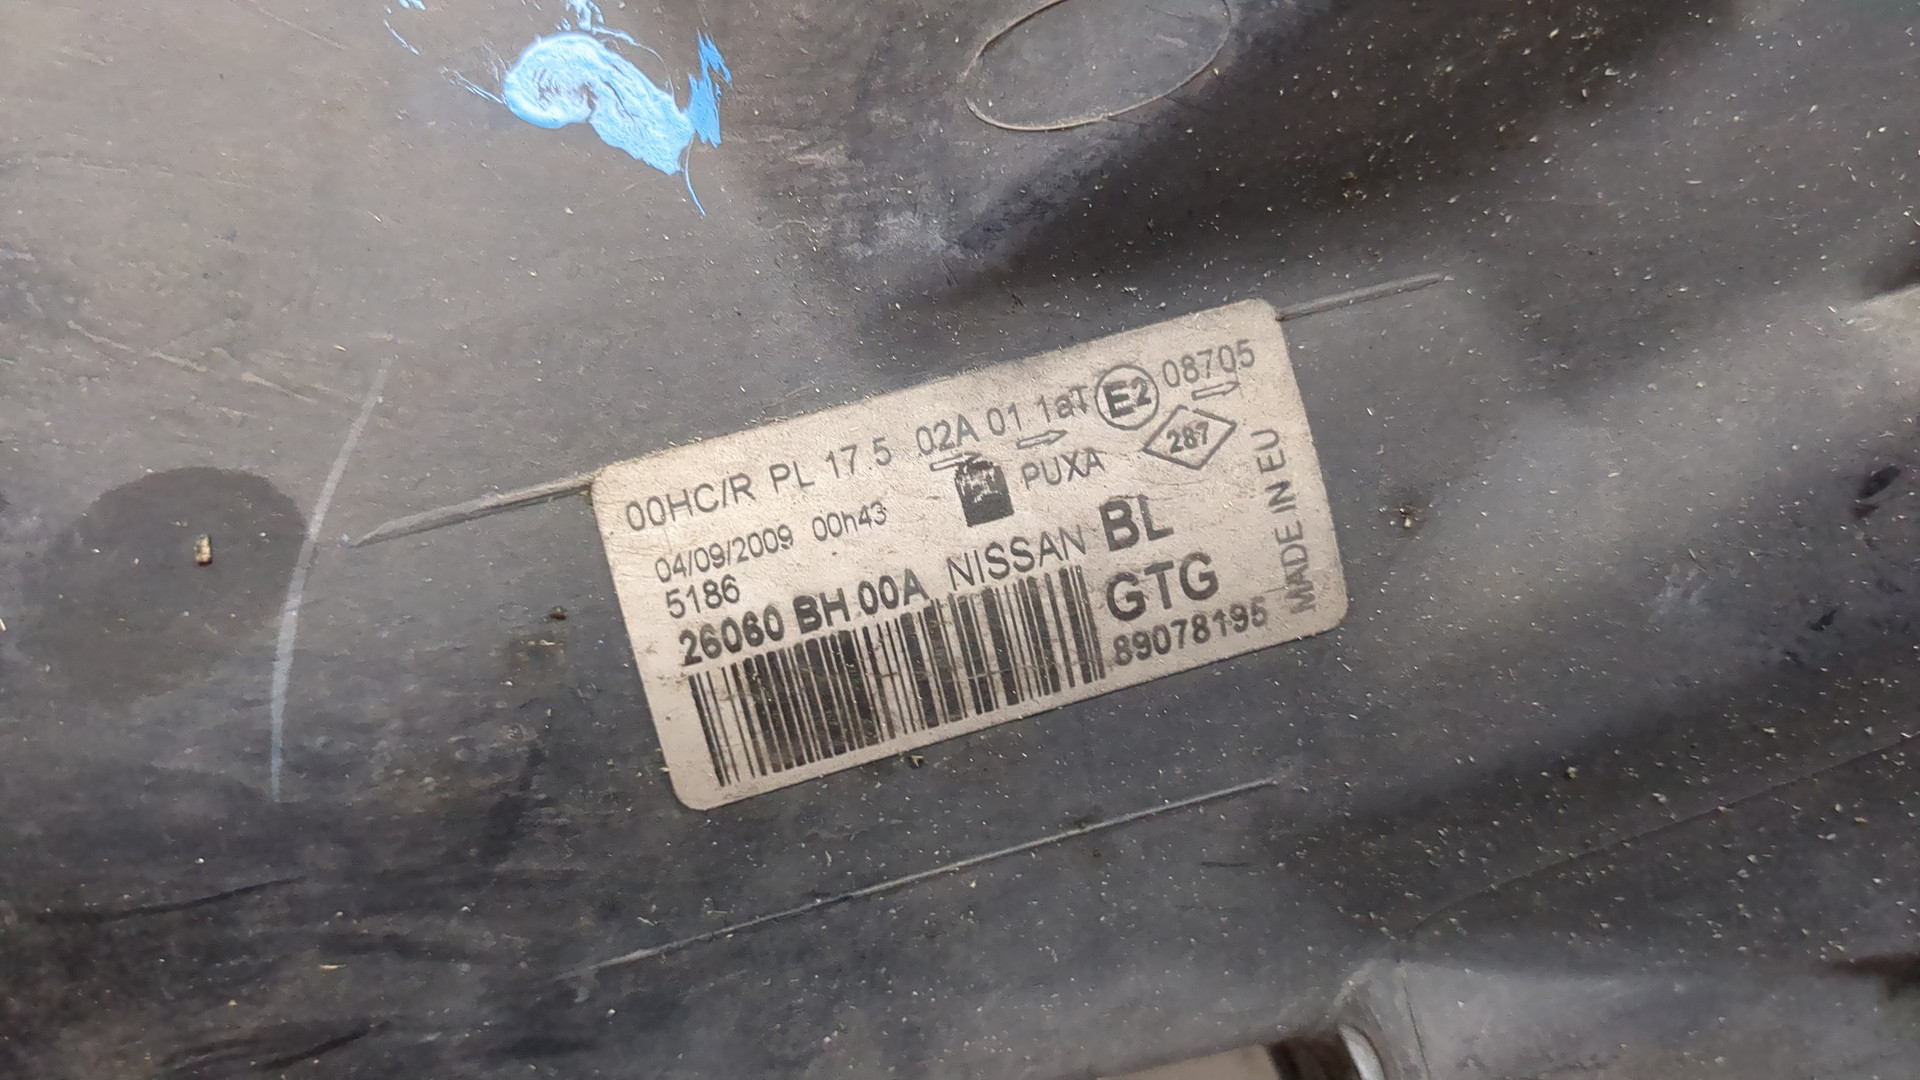 00HC/R PL 17.5 02A 01 1aT E2 08705
04/09/2009 00h43 PUXA 287
5186
26060 BH.00A NISSAN BL
GTG
89078195
MADE IN EU